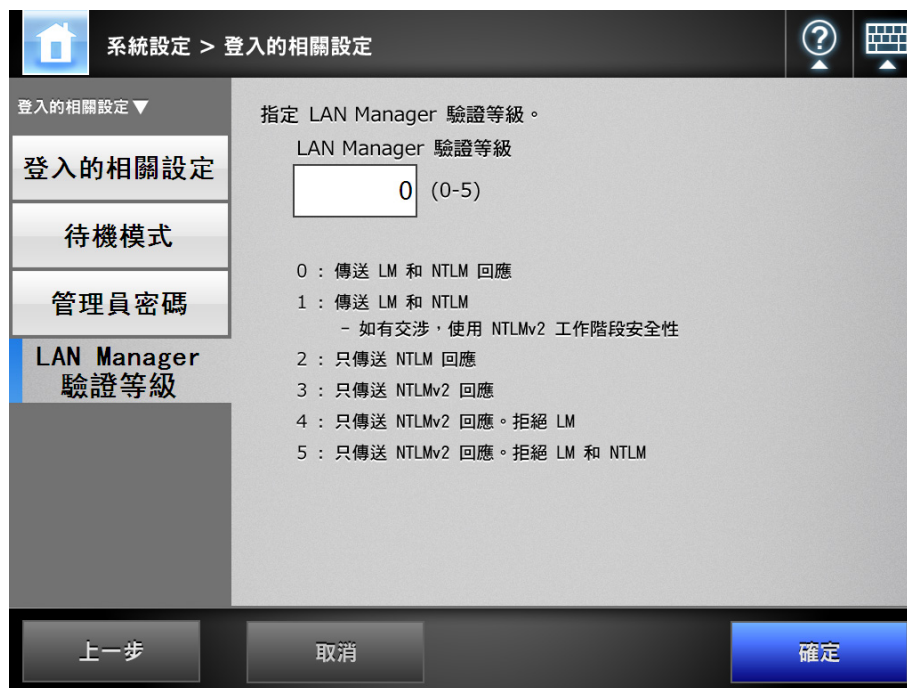 系統設定 > 登入的相關設定
登入的相關設定▼
登入的相關設定
待機模式
管理員密碼
LAN Manager
驗證等級
指定 LAN Manager 驗證等級。
LAN Manager 驗證等級
0 (0-5)
0 : 傳送 LM 和 NTLM 回應
1 : 傳送 LM 和 NTLM
- 如有交涉，使用 NTLMv2 工作階段安全性
2 : 只傳送 NTLM 回應
3 : 只傳送 NTLMv2 回應
4 : 只傳送 NTLMv2 回應。拒絕 LM
5 : 只傳送 NTLMv2 回應。拒絕 LM 和 NTLM
上一步
取消
確定